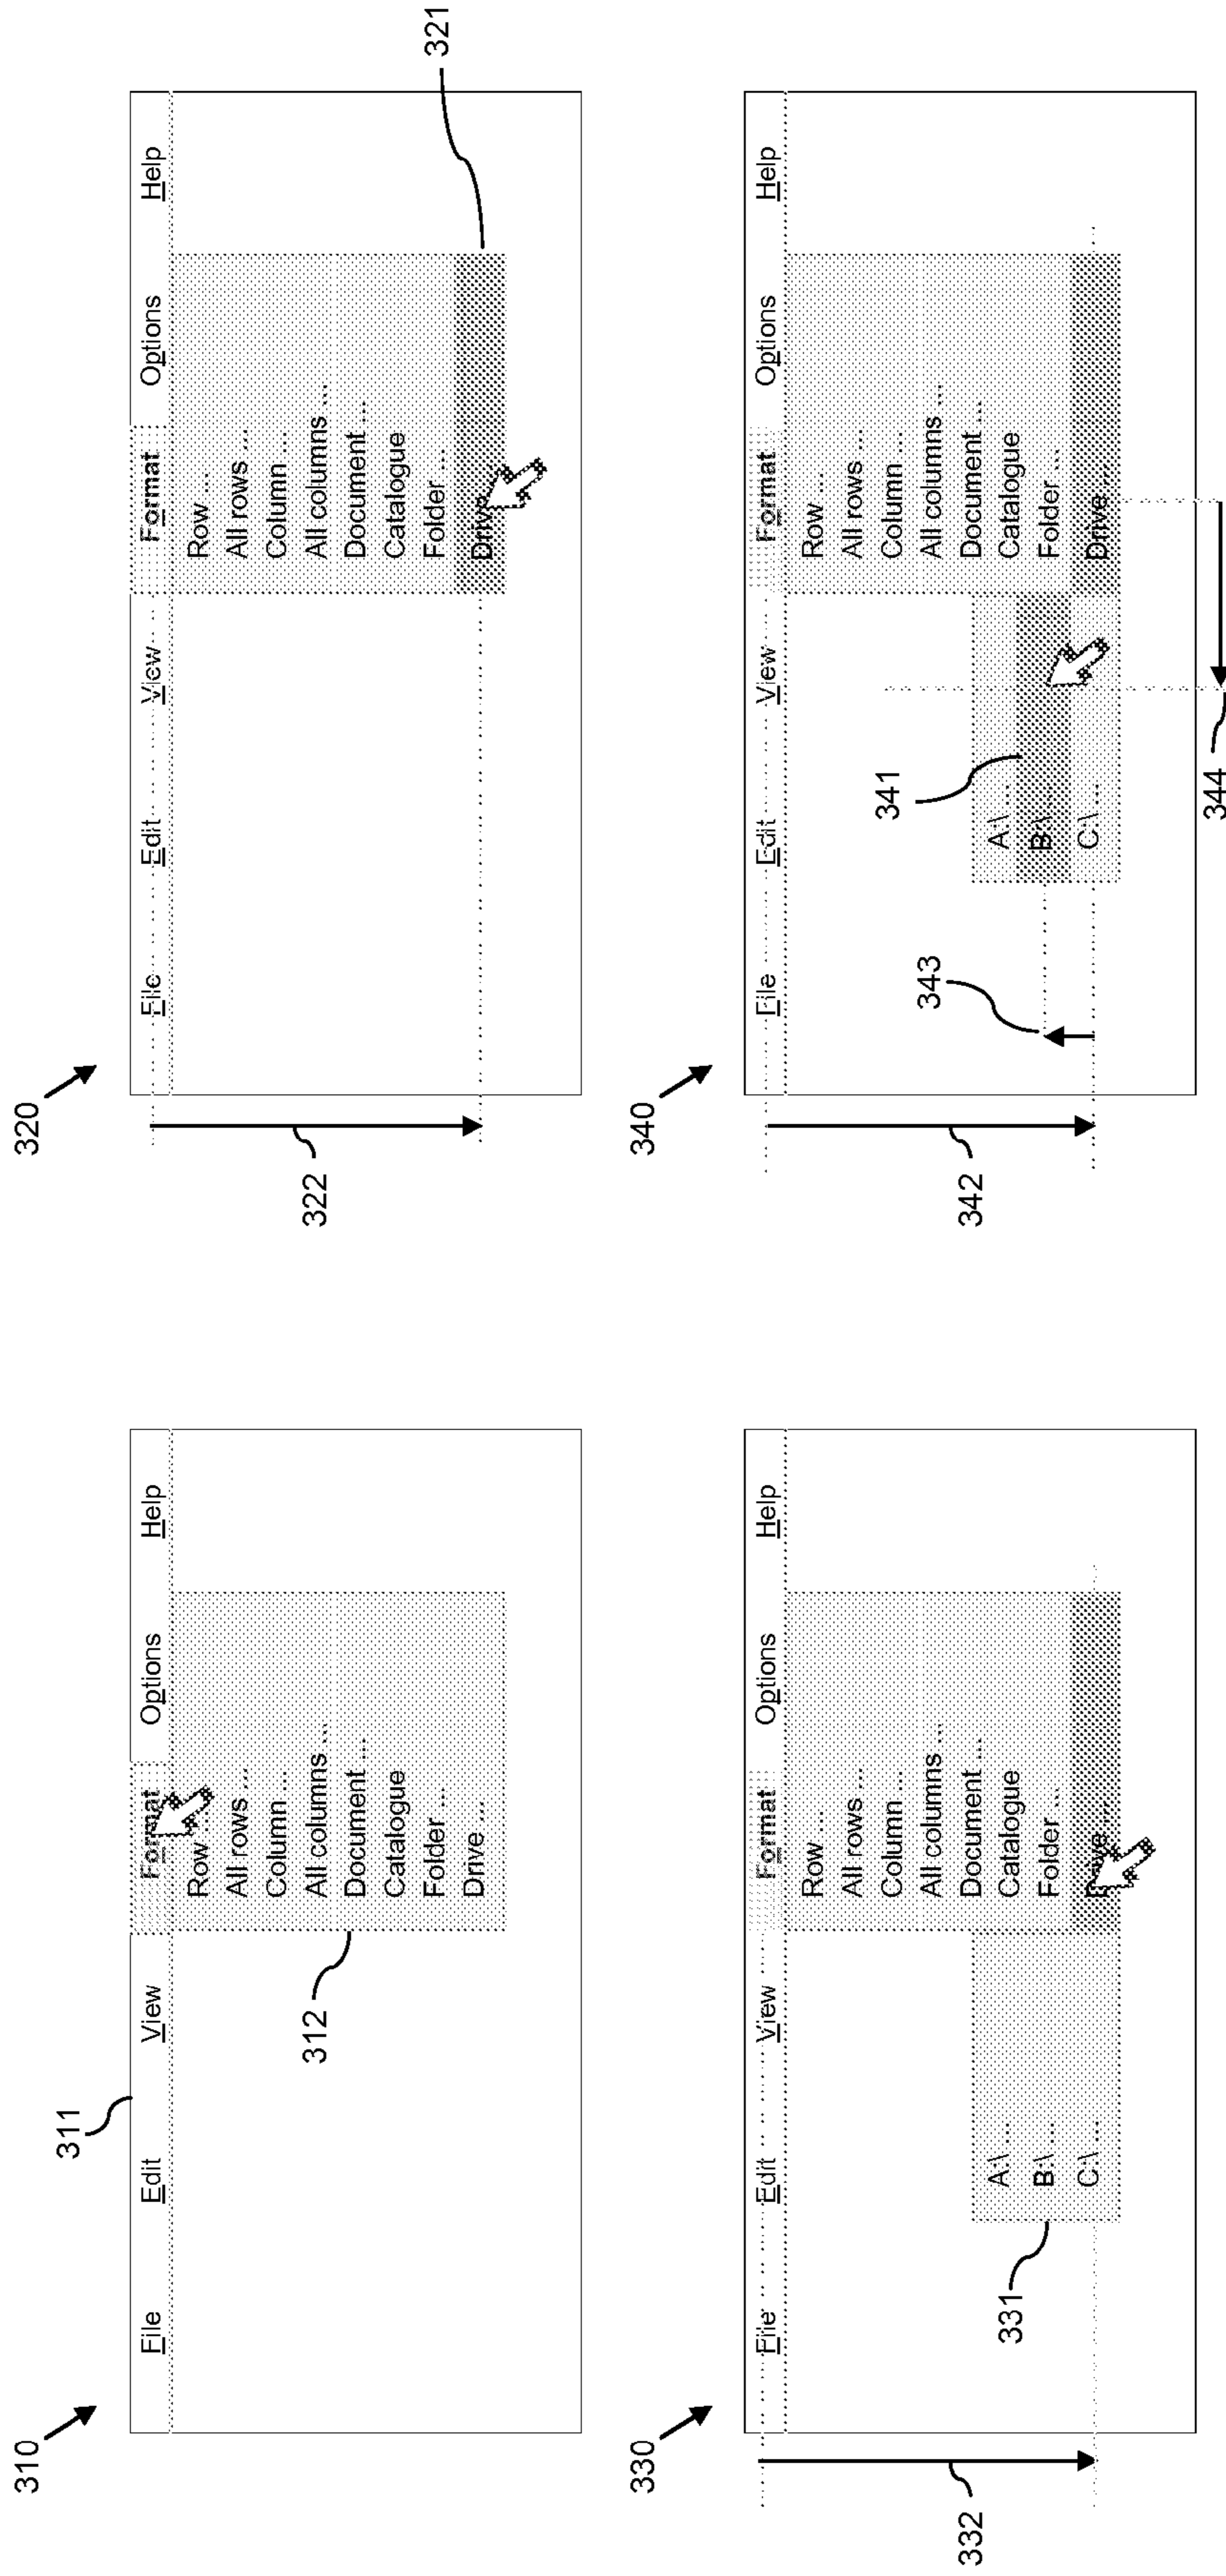 310
311
File Edit View Format Options Help
Row ...
All rows ...
Column ...
All columns ...
Document ...
Catalogue
Folder ...
Drive ...
312
320
File Edit View Format Options Help
Row ...
All rows ...
Column ...
All columns ...
Document ...
Catalogue
Folder ...
Drive
321
322
330
File Edit View Format Options Help
Row ...
All rows ...
Column ...
All columns ...
Document ...
Catalogue
Folder ...
Drive ...
A:\ ...
B:\ ...
C:\ ...
331
332
340
File Edit View Format Options Help
Row ...
All rows ...
Column ...
All columns ...
Document ...
Catalogue
Folder ...
Drive ...
A:\ ...
B:\ ...
C:\ ...
341
342
343
344